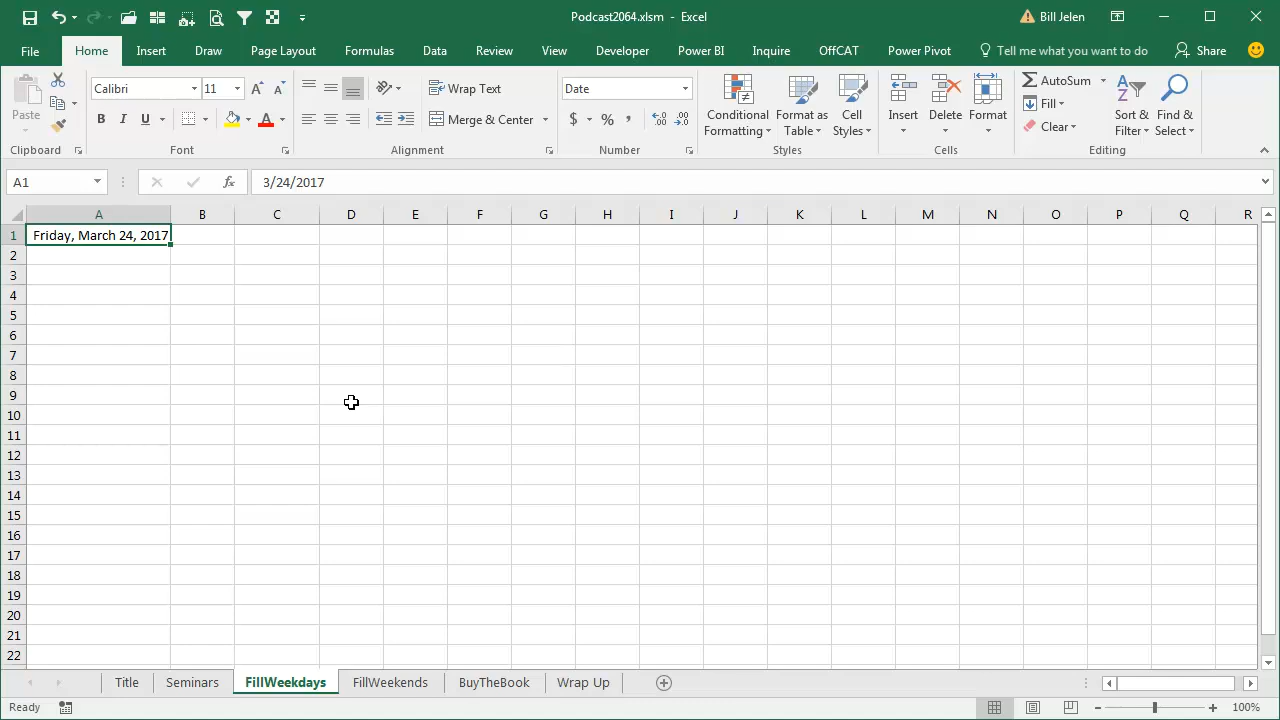 Podcast2064.xlsm - Excel
Bill Jelen
File Home Insert Draw Page Layout Formulas Data Review View Developer Power BI Inquire OffCAT Power Pivot Tell me what you want to do Share
Paste
Clipboard
Calibri 11
B I U A
Font
Wrap Text
Merge & Center
Alignment
Date
$ % ,
Number
Conditional Formatting
Format as Table
Cell Styles
Styles
Insert Delete Format
Cells
AutoSum
Fill
Clear
Sort & Filter
Find & Select
Editing
A1 fx 3/24/2017
A B C D E F G H I J K L M N O P Q R
1 Friday, March 24, 2017
2
3
4
5
6
7
8
9
10
11
12
13
14
15
16
17
18
19
20
21
22
Title Seminars FillWeekdays FillWeekends BuyTheBook Wrap Up
Ready 100%